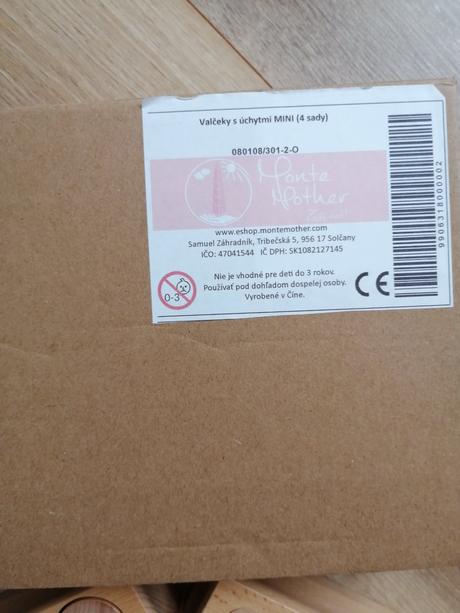 Valčeky s úchytmi MINI (4 sady)
080108/301-2-O
Monte
Mother
www.eshop.montemother.com
Samuel Záhradník, Tribečská 5, 956 17 Solčany
IČO: 47041544 IČ DPH: SK1082127145
Nie je vhodné pre deti do 3 rokov.
Používať pod dohľadom dospelej osoby.
Vyrobené v Číne.
0-3
CE
9906318000002